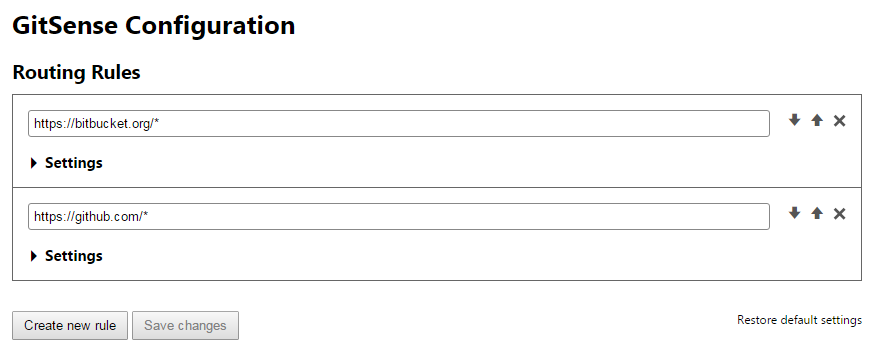 GitSense Configuration
Routing Rules
https://bitbucket.org/*
Settings
https://github.com/*
Settings
Create new rule Save changes Restore default settings